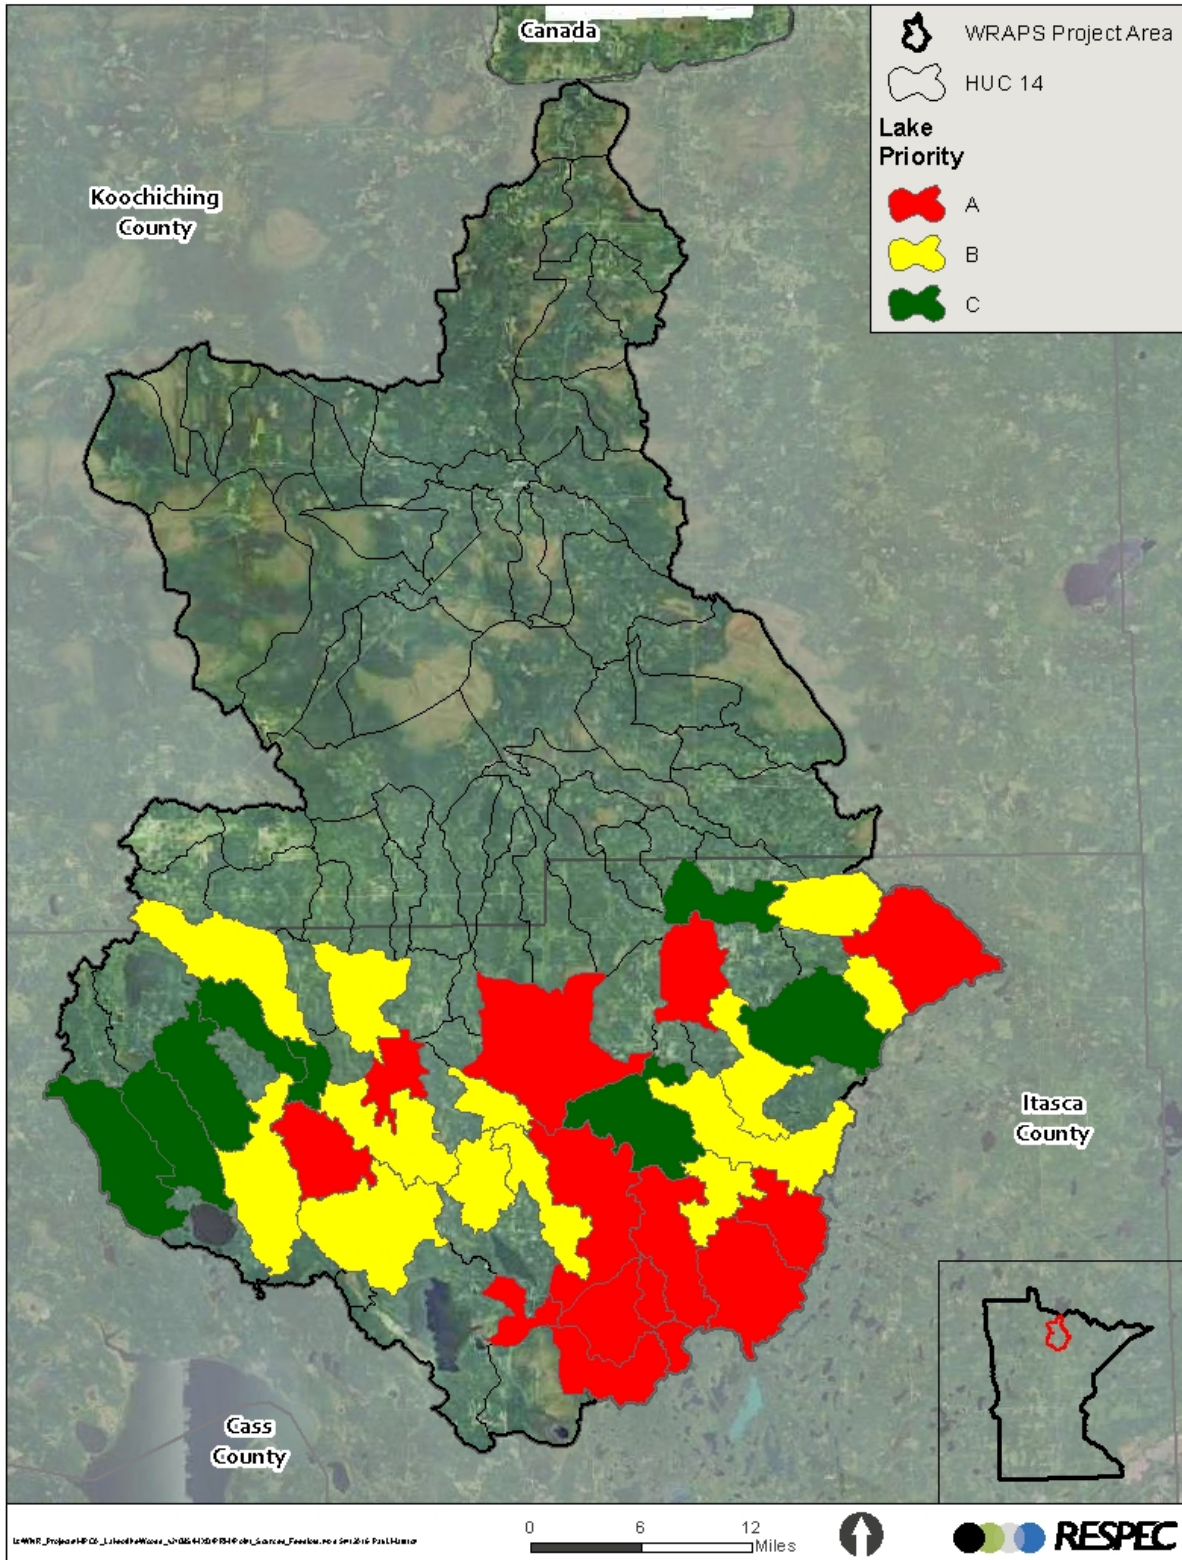 Canada
WRAPS Project Area
HUC 14
Lake
Priority
A
B
C
Koochiching
County
Itasca
County
Cass
County
0 6 12
Miles
RESPEC